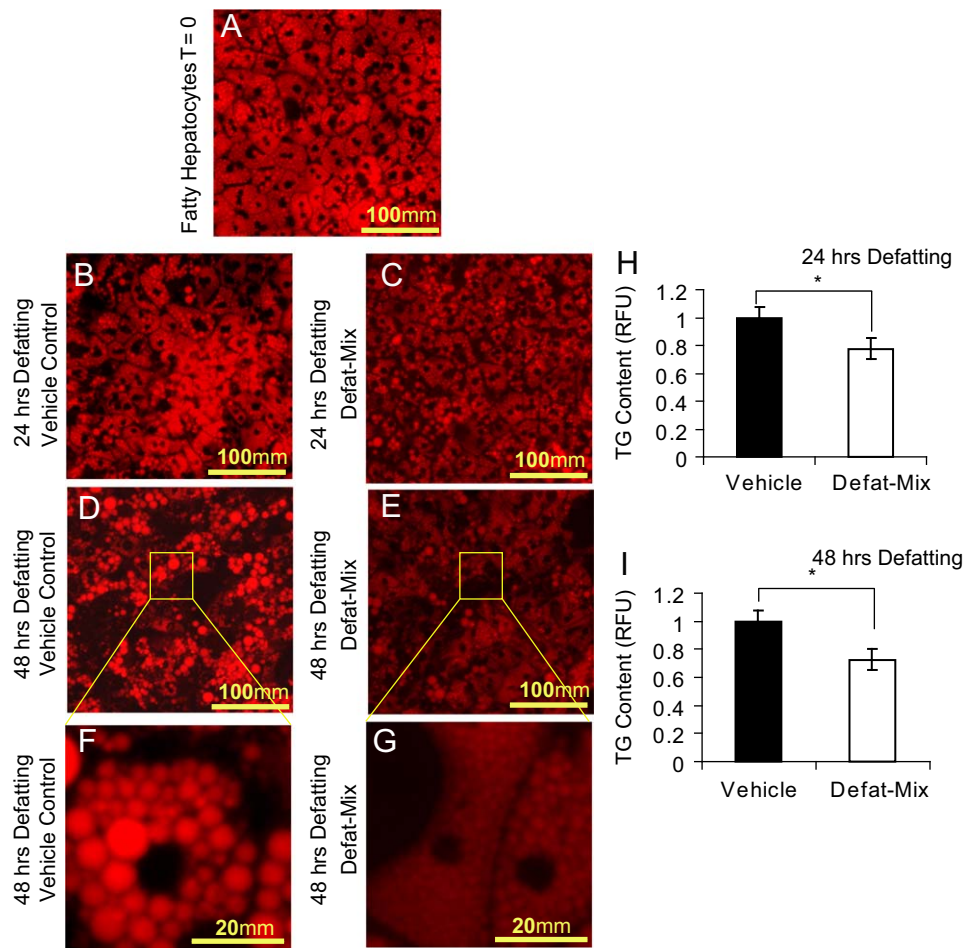 A
Fatty Hepatocytes T = 0
100mm
B
24 hrs Defatting
Vehicle Control
100mm
C
24 hrs Defatting
Defat-Mix
100mm
D
48 hrs Defatting
Vehicle Control
100mm
E
48 hrs Defatting
Defat-Mix
100mm
F
48 hrs Defatting
Vehicle Control
20mm
G
48 hrs Defatting
Defat-Mix
20mm
H
24 hrs Defatting
*
TG Content (RFU)
1.2
1
0.8
0.6
0.4
0.2
0
Vehicle
Defat-Mix
I
48 hrs Defatting
*
TG Content (RFU)
1.2
1
0.8
0.6
0.4
0.2
0
Vehicle
Defat-Mix